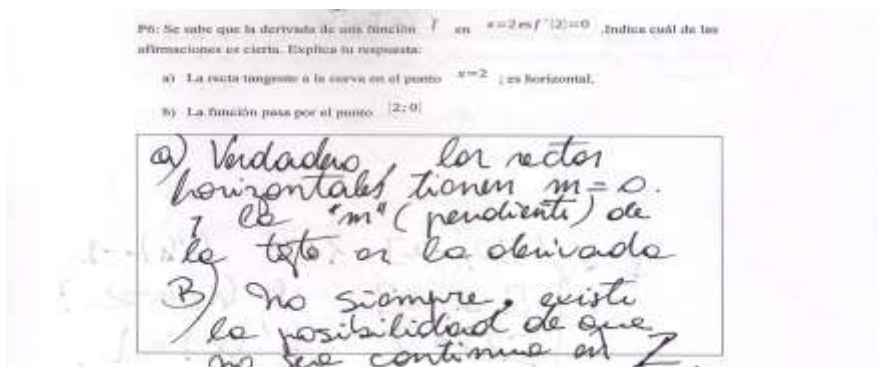 P6: Se sabe que la derivada de una función f en x=2 es f'(2)=0 .Indica cuál de las
afirmaciones es cierta. Explica tu respuesta:
a) La recta tangente a la curva en el punto x=2 ; es horizontal.
b) La función pasa por el punto (2;0)
a) Verdadero, las rectas
horizontales tienen m=0.
y la "m" (pendiente) de
la tgte. es la derivada
B) no siempre, existe
la posibilidad de que
no sea continua en 2.